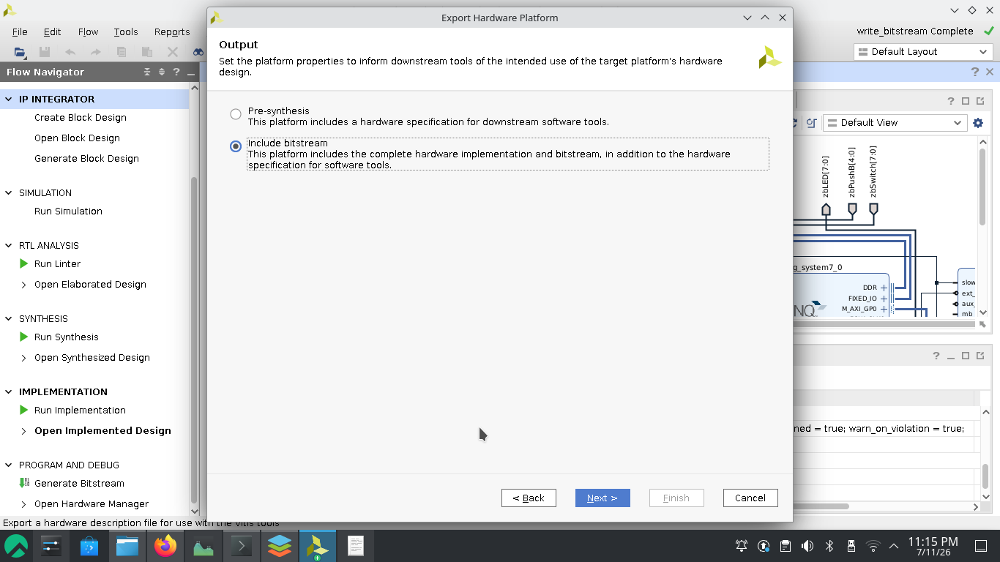 Export Hardware Platform
File Edit Flow Tools Reports
write_bitstream Complete
Default Layout
Flow Navigator
IP INTEGRATOR
Create Block Design
Open Block Design
Generate Block Design
SIMULATION
Run Simulation
RTL ANALYSIS
Run Linter
Open Elaborated Design
SYNTHESIS
Run Synthesis
Open Synthesized Design
IMPLEMENTATION
Run Implementation
Open Implemented Design
PROGRAM AND DEBUG
Generate Bitstream
Open Hardware Manager
Export a hardware description file for use with the Vitis tools
Output
Set the platform properties to inform downstream tools of the intended use of the target platform's hardware
design.
Pre-synthesis
This platform includes a hardware specification for downstream software tools.
Include bitstream
This platform includes the complete hardware implementation and bitstream, in addition to the hardware
specification for software tools.
< Back
Next >
Finish
Cancel
Default View
zbLED[7:0]
zbPushB[4:0]
zbSwitch[7:0]
g_system7_0
DDR
FIXED_IO
M_AXI_GP0
NQ
slow
ext_
aux_
mb
ned = true; warn_on_violation = true;
11:15 PM
7/11/26